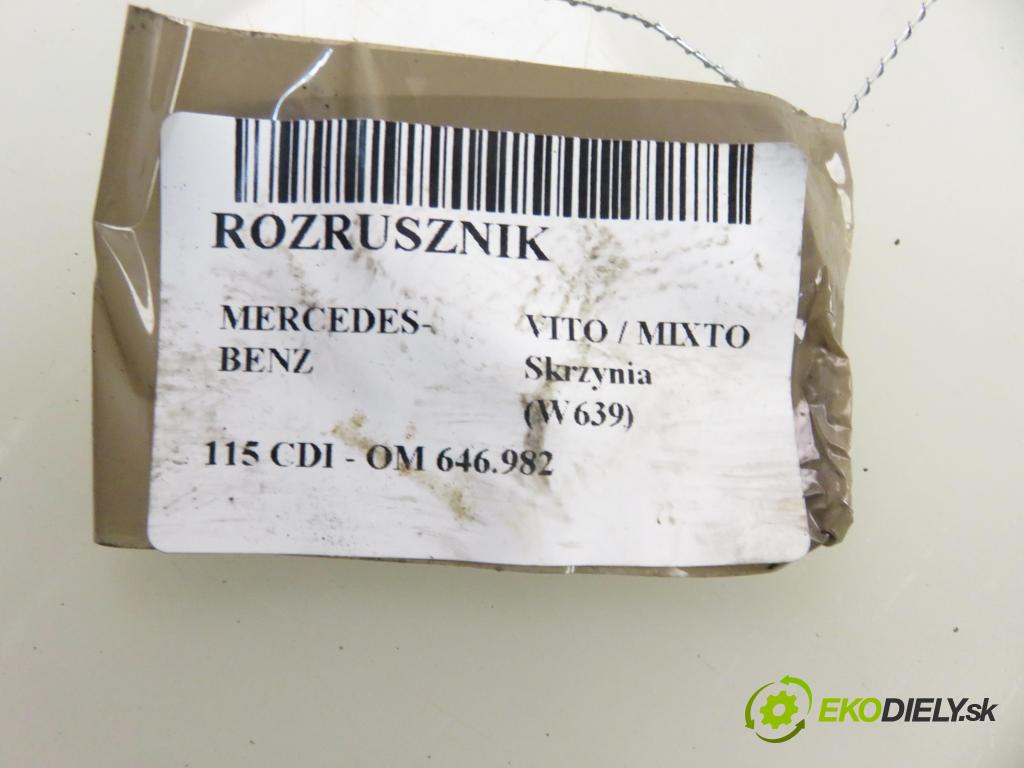 ROZRUSZNIK
MERCEDES-
BENZ
VITO / MIXTO
Skrzynia
(W639)
115 CDI - OM 646.982
EKODIELY.sk